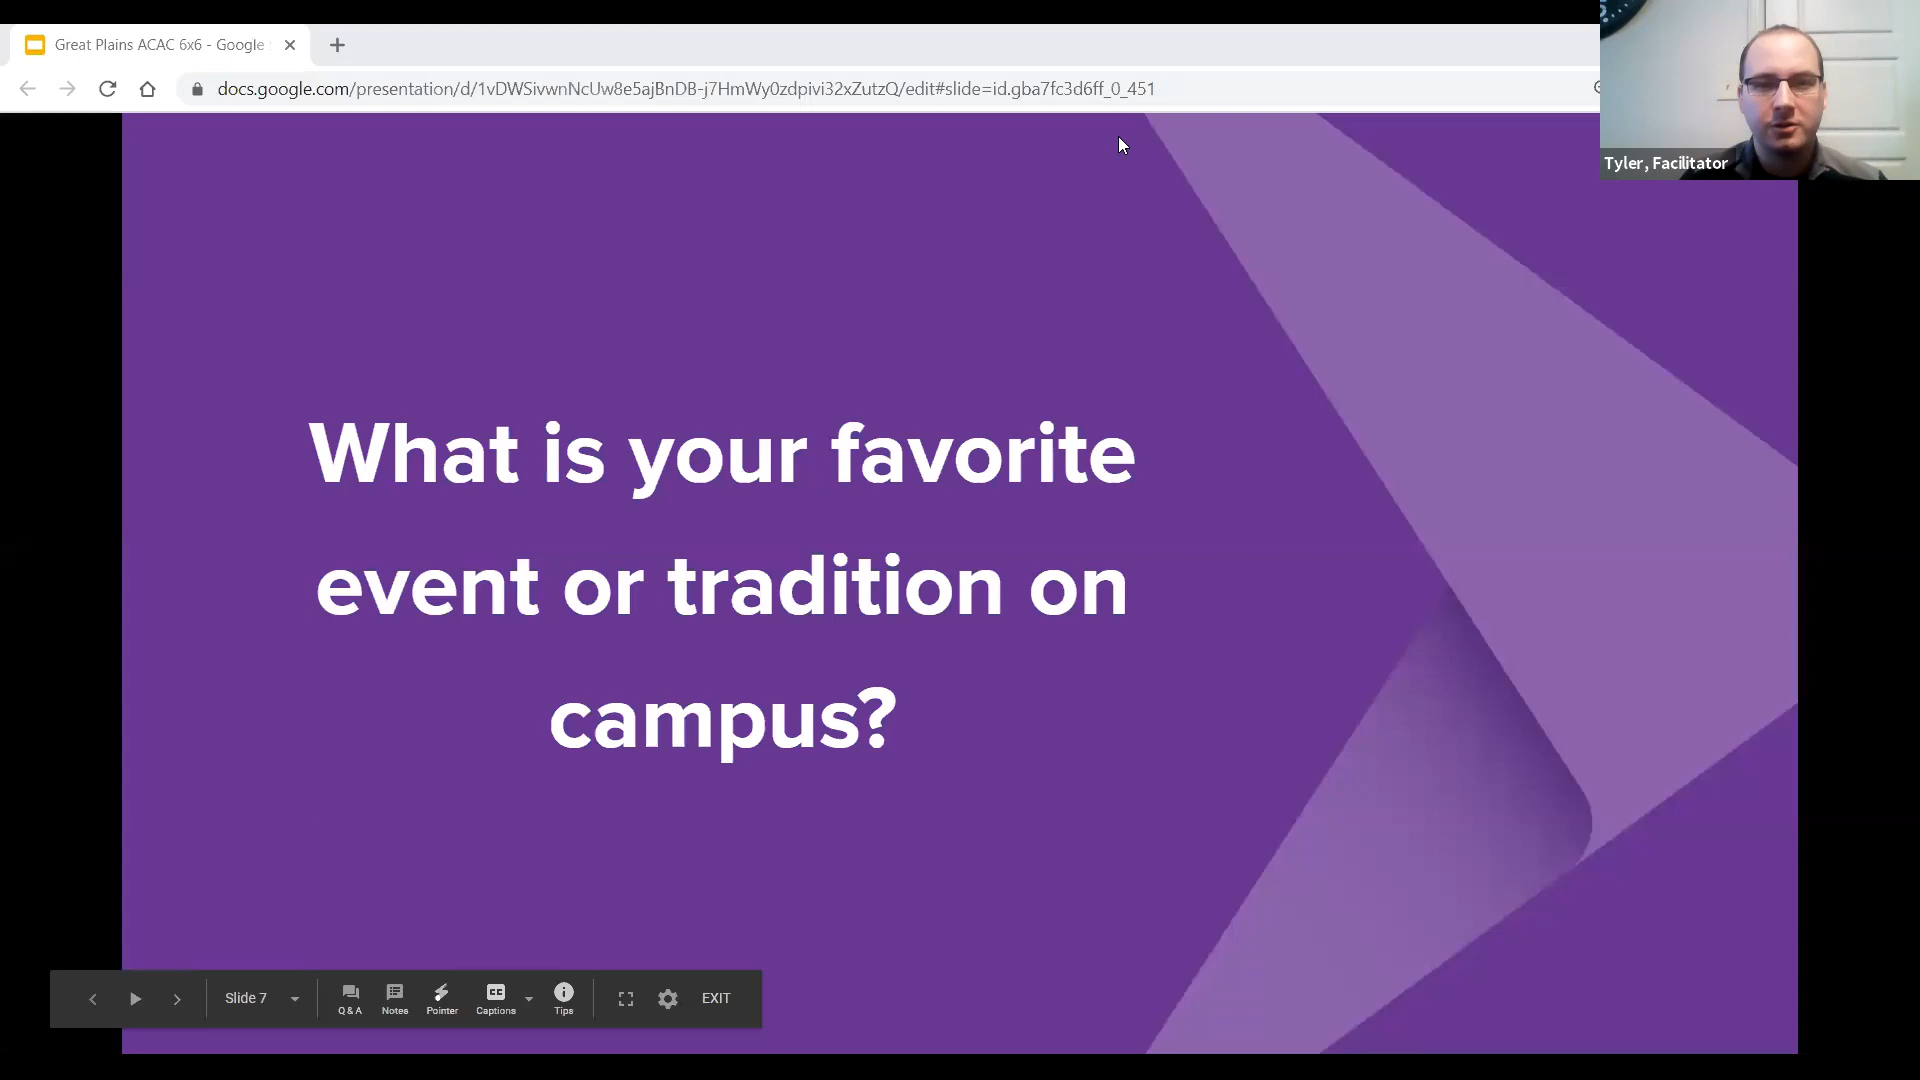 Great Plains ACAC 6x6 - Google
docs.google.com/presentation/d/1vDWSivwnNcUw8e5ajBnDB-j7HmWy0zdpivi32xZutzQ/edit#slide=id.gba7fc3d6ff_0_451
Tyler, Facilitator
What is your favorite
event or tradition on
campus?
Slide 7
Q & A
Notes
Pointer
CC
Captions
Tips
EXIT